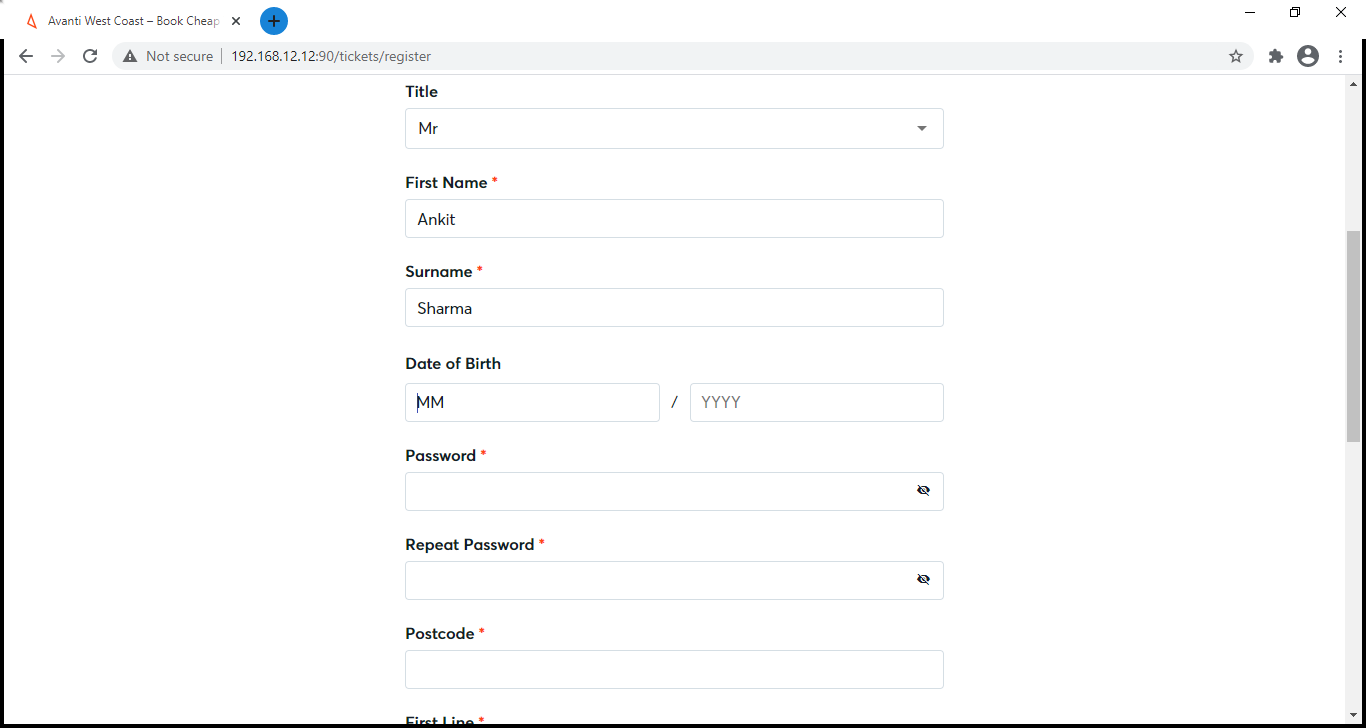 Avanti West Coast – Book Cheap
Not secure
192.168.12.12:90/tickets/register
Title
Mr
First Name *
Ankit
Surname *
Sharma
Date of Birth
MM / YYYY
Password *
Repeat Password *
Postcode *
First Line *